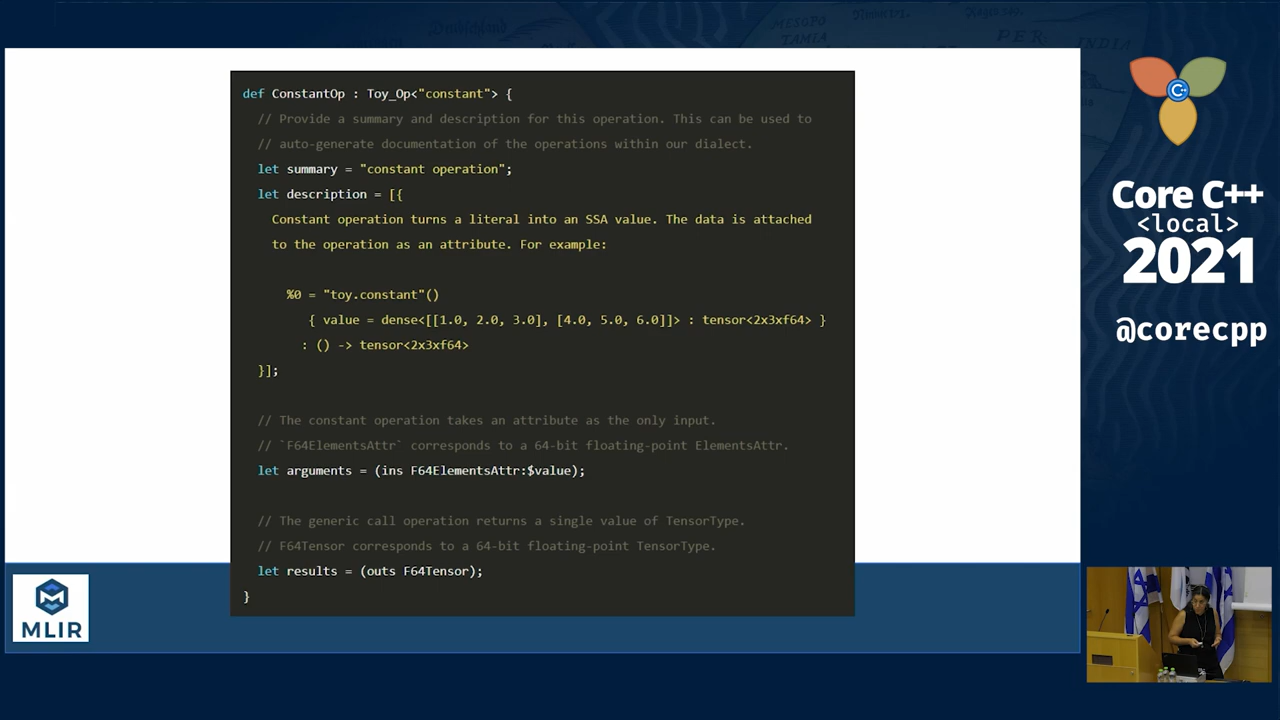 def ConstantOp : Toy_Op<"constant"> {
// Provide a summary and description for this operation. This can be used to
// auto-generate documentation of the operations within our dialect.
let summary = "constant operation";
let description = [{
Constant operation turns a literal into an SSA value. The data is attached
to the operation as an attribute. For example:
%0 = "toy.constant"()
{ value = dense<[[1.0, 2.0, 3.0], [4.0, 5.0, 6.0]]> : tensor<2x3xf64> }
: () -> tensor<2x3xf64>
}];
// The constant operation takes an attribute as the only input.
// `F64ElementsAttr` corresponds to a 64-bit floating-point ElementsAttr.
let arguments = (ins F64ElementsAttr:$value);
// The generic call operation returns a single value of TensorType.
// F64Tensor corresponds to a 64-bit floating-point TensorType.
let results = (outs F64Tensor);
}
MLIR
C++
Core C++
<local>
2021
@corecpp
MESOPO
TAMIA
PER
INDIA